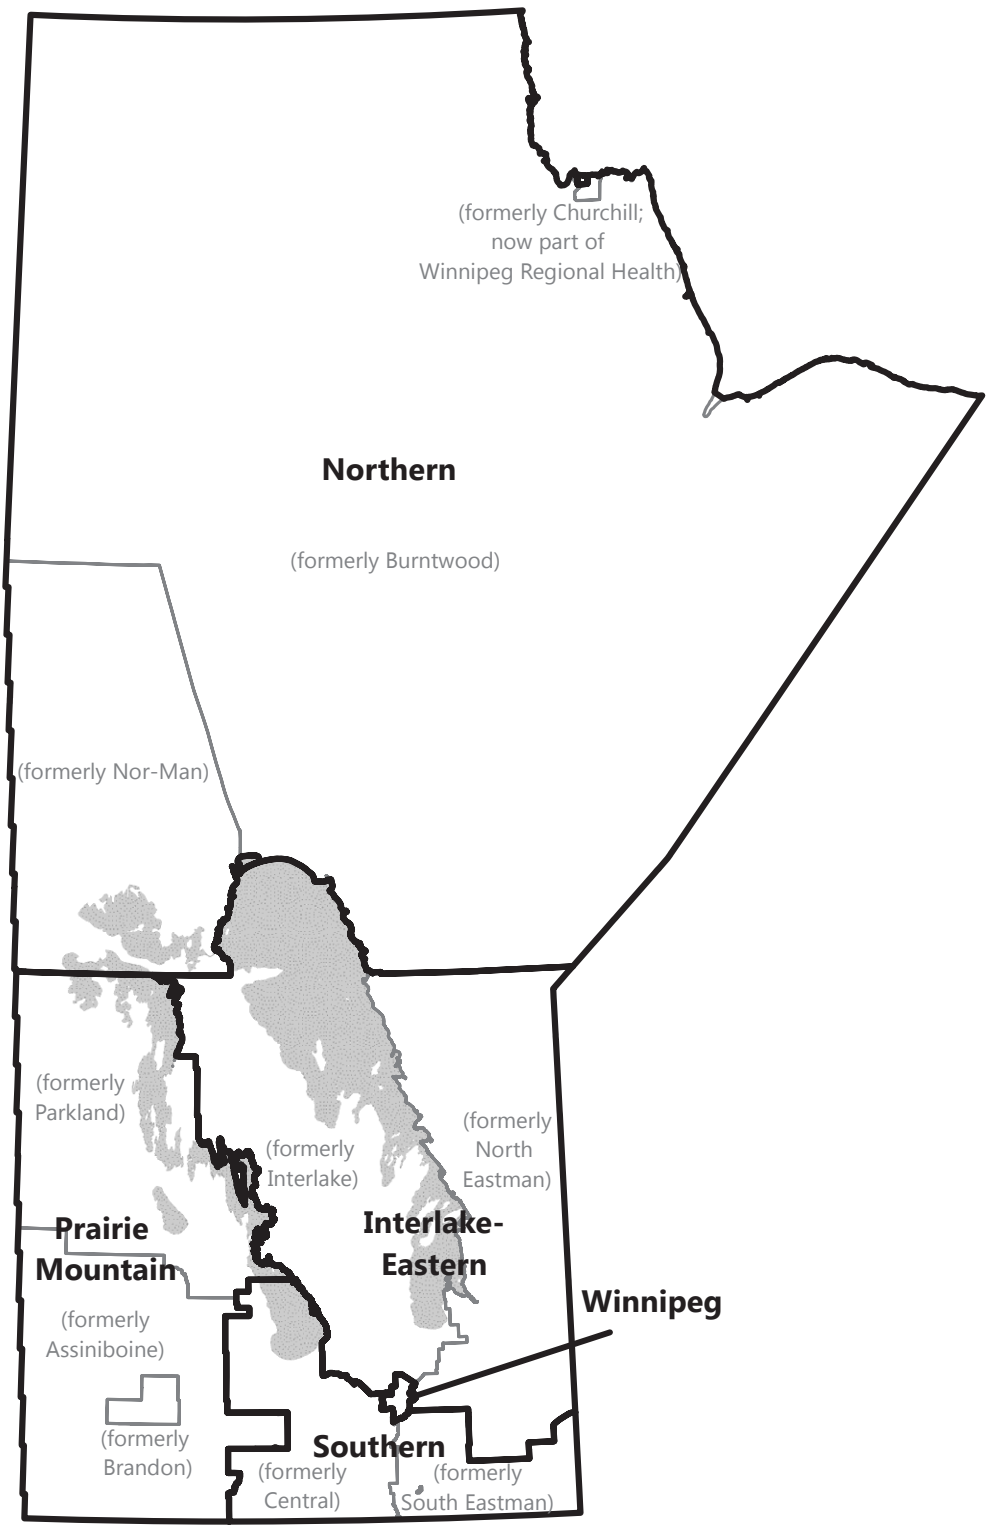 (formerly Churchill;
now part of
Winnipeg Regional Health)
Northern
(formerly Burntwood)
(formerly Nor-Man)
(formerly
Parkland)
(formerly
North
Eastman)
(formerly
Interlake)
Prairie
Mountain
Interlake-
Eastern
Winnipeg
(formerly
Assiniboine)
(formerly
Brandon)
Southern
(formerly
Central)
(formerly
South Eastman)